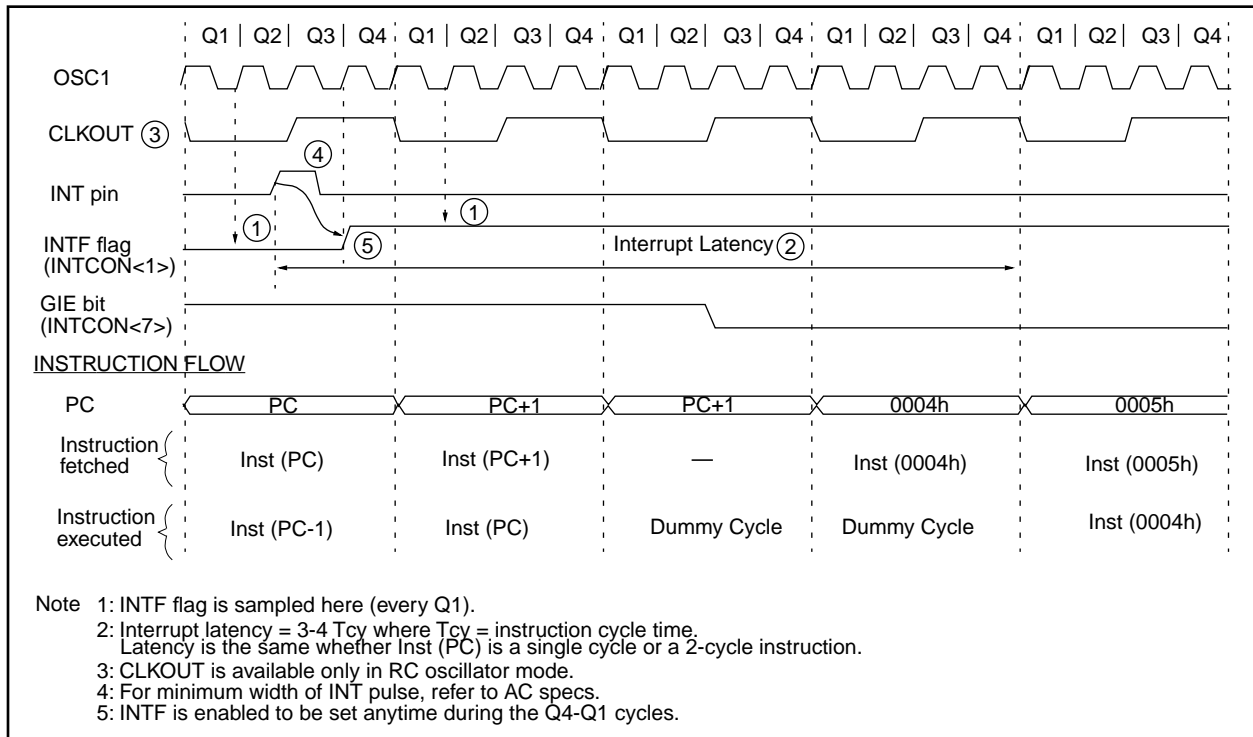 Q1 | Q2 | Q3 | Q4 Q1 | Q2 | Q3 | Q4 Q1 | Q2 | Q3 | Q4 Q1 | Q2 | Q3 | Q4 Q1 | Q2 | Q3 | Q4
OSC1
CLKOUT 3
4
INT pin
1 1
INTF flag
(INTCON<1>)
5
Interrupt Latency 2
GIE bit
(INTCON<7>)
INSTRUCTION FLOW
PC PC PC+1 PC+1 0004h 0005h
Instruction
fetched
Inst (PC) Inst (PC+1) — Inst (0004h) Inst (0005h)
Instruction
executed
Inst (PC-1) Inst (PC) Dummy Cycle Dummy Cycle Inst (0004h)
Note 1: INTF flag is sampled here (every Q1).
2: Interrupt latency = 3-4 Tcy where Tcy = instruction cycle time.
Latency is the same whether Inst (PC) is a single cycle or a 2-cycle instruction.
3: CLKOUT is available only in RC oscillator mode.
4: For minimum width of INT pulse, refer to AC specs.
5: INTF is enabled to be set anytime during the Q4-Q1 cycles.